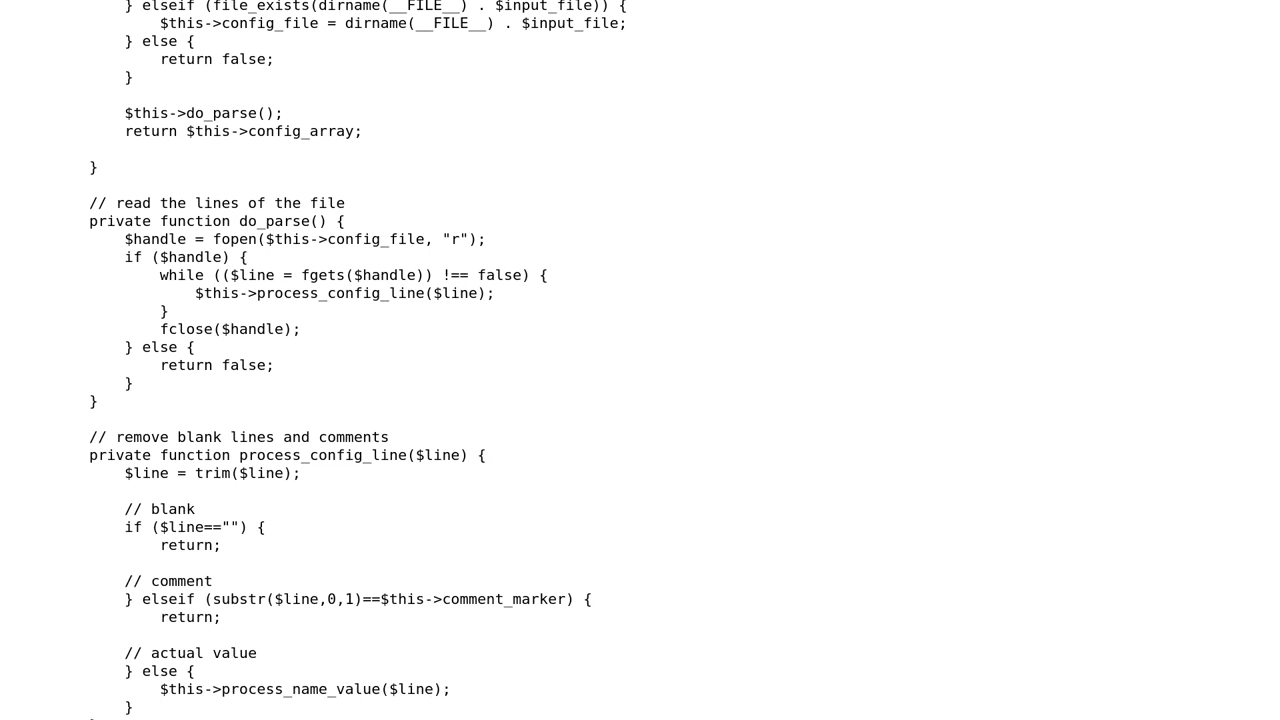 } elseif (file_exists(dirname(__FILE__) . $input_file)) {
$this->config_file = dirname(__FILE__) . $input_file;
} else {
return false;
}
$this->do_parse();
return $this->config_array;
}
// read the lines of the file
private function do_parse() {
$handle = fopen($this->config_file, "r");
if ($handle) {
while (($line = fgets($handle)) !== false) {
$this->process_config_line($line);
}
fclose($handle);
} else {
return false;
}
}
// remove blank lines and comments
private function process_config_line($line) {
$line = trim($line);
// blank
if ($line=="") {
return;
// comment
} elseif (substr($line,0,1)==$this->comment_marker) {
return;
// actual value
} else {
$this->process_name_value($line);
}